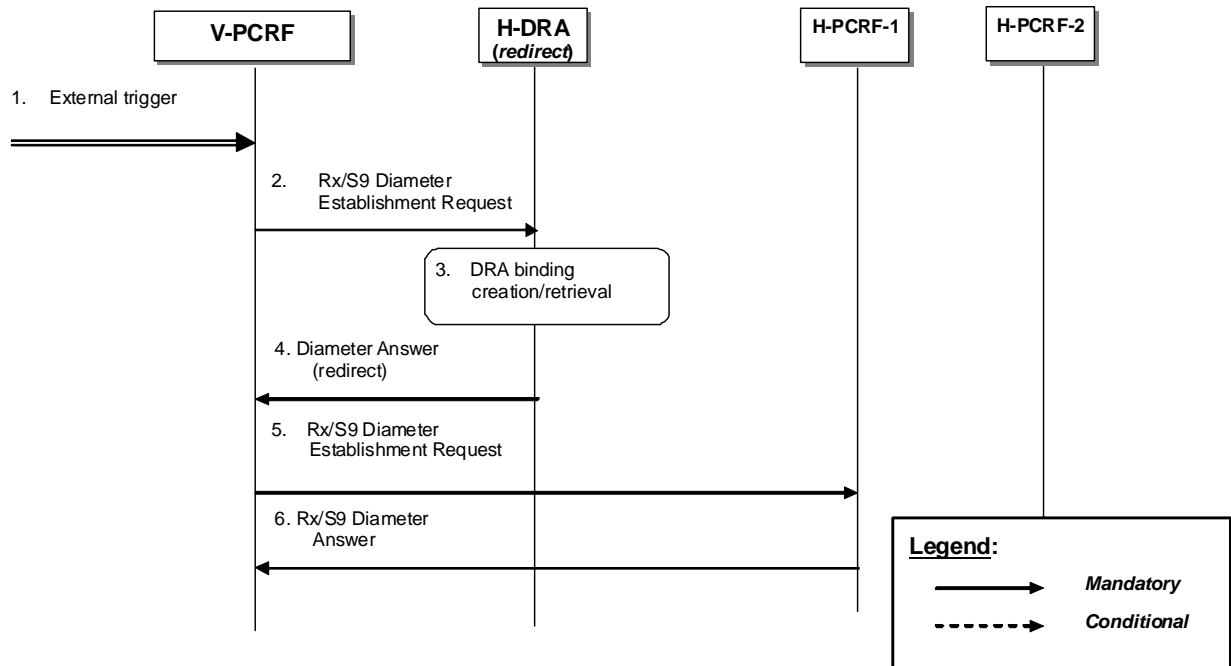 V-PCRF
H-DRA
(redirect)
H-PCRF-1
H-PCRF-2
1. External trigger
2. Rx/S9 Diameter
Establishment Request
3. DRA binding
creation/retrieval
4. Diameter Answer
(redirect)
5. Rx/S9 Diameter
Establishment Request
6. Rx/S9 Diameter
Answer
Legend:
Mandatory
Conditional